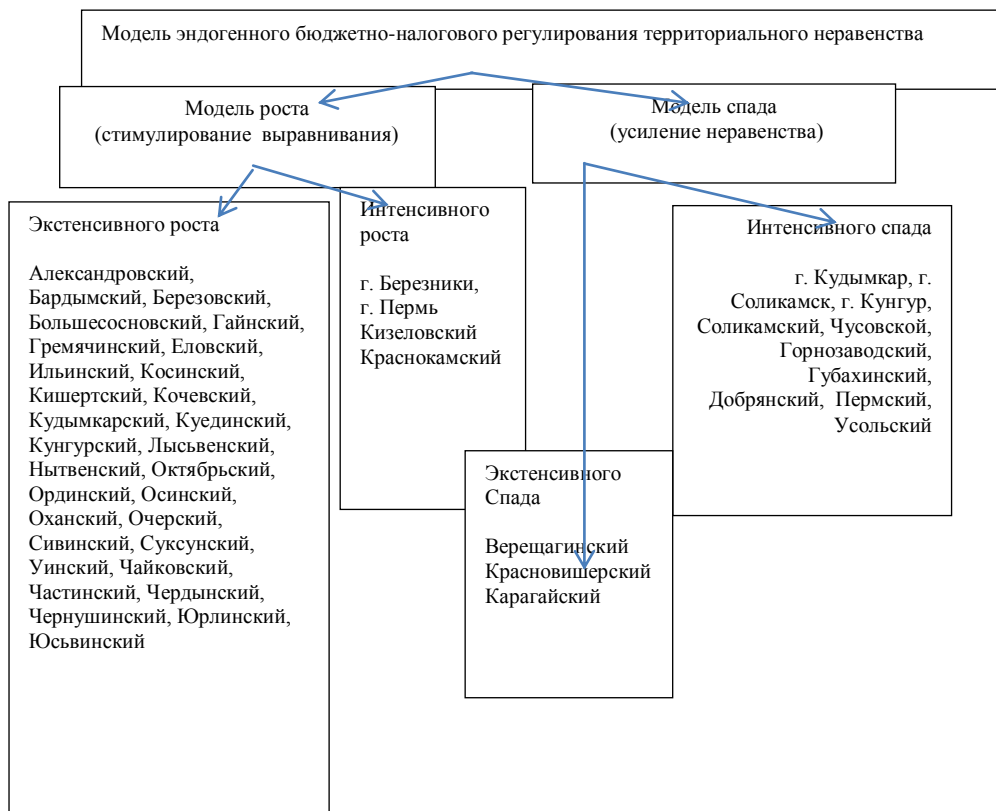 Модель эндогенного бюджетно-налогового регулирования территориального неравенства
Модель роста
(стимулирование выравнивания)
Модель спада
(усиление неравенства)
Экстенсивного роста
Александровский,
Бардымский, Березовский,
Большесосновский, Гайнский,
Гремячинский, Еловский,
Ильинский, Косинский,
Кишертский, Кочевский,
Кудымкарский, Куединский,
Кунгурский, Лысьвенский,
Нытвенский, Октябрьский,
Ординский, Осинский,
Оханский, Очерский,
Сивинский, Суксунский,
Уинский, Чайковский,
Частинский, Чердынский,
Чернушинский, Юрлинский,
Юсьвинский
Интенсивного
роста
г. Березники,
г. Пермь
Кизеловский
Краснокамский
Экстенсивного
Спада
Верещагинский
Красновишерский
Карагайский
Интенсивного спада
г. Кудымкар, г.
Соликамск, г. Кунгур,
Соликамский, Чусовской,
Горнозаводский,
Губахинский,
Добрянский, Пермский,
Усольский